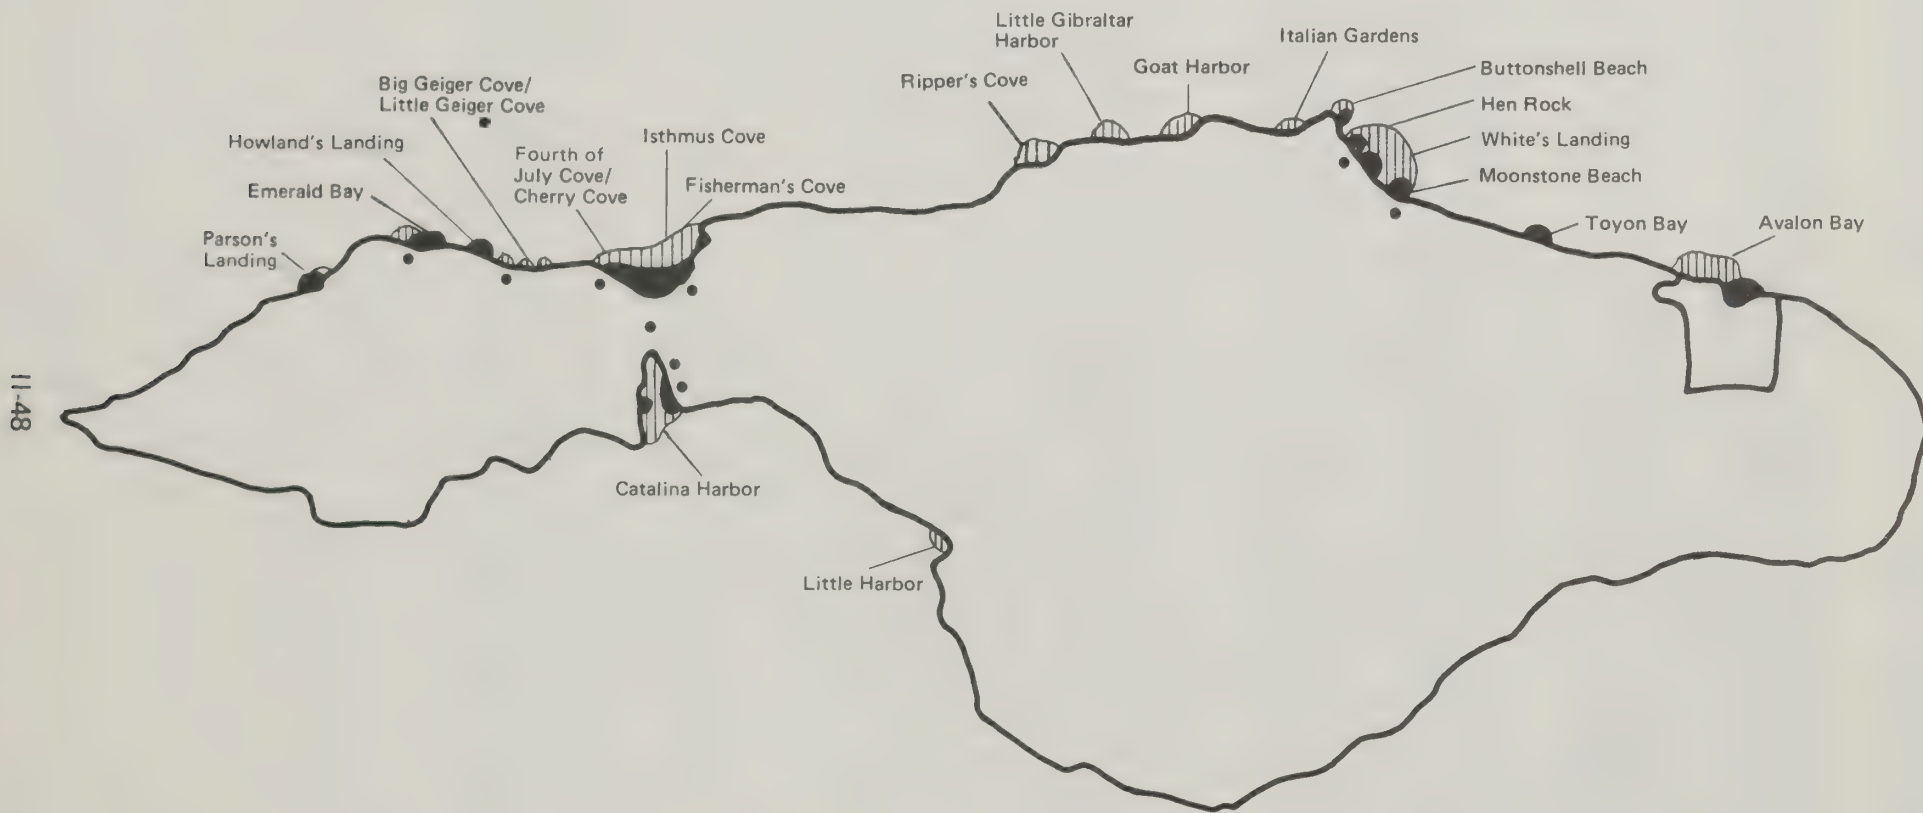 Little Gibraltar
Harbor
Italian Gardens
Goat Harbor
Buttonshell Beach
Ripper's Cove
Big Geiger Cove/
Little Geiger Cove
Hen Rock
Isthmus Cove
White's Landing
Howland's Landing
Fourth of
July Cove/
Cherry Cove
Moonstone Beach
Emerald Bay
Fisherman's Cove
Toyon Bay
Avalon Bay
Parson's
Landing
11-48
Catalina Harbor
Little Harbor